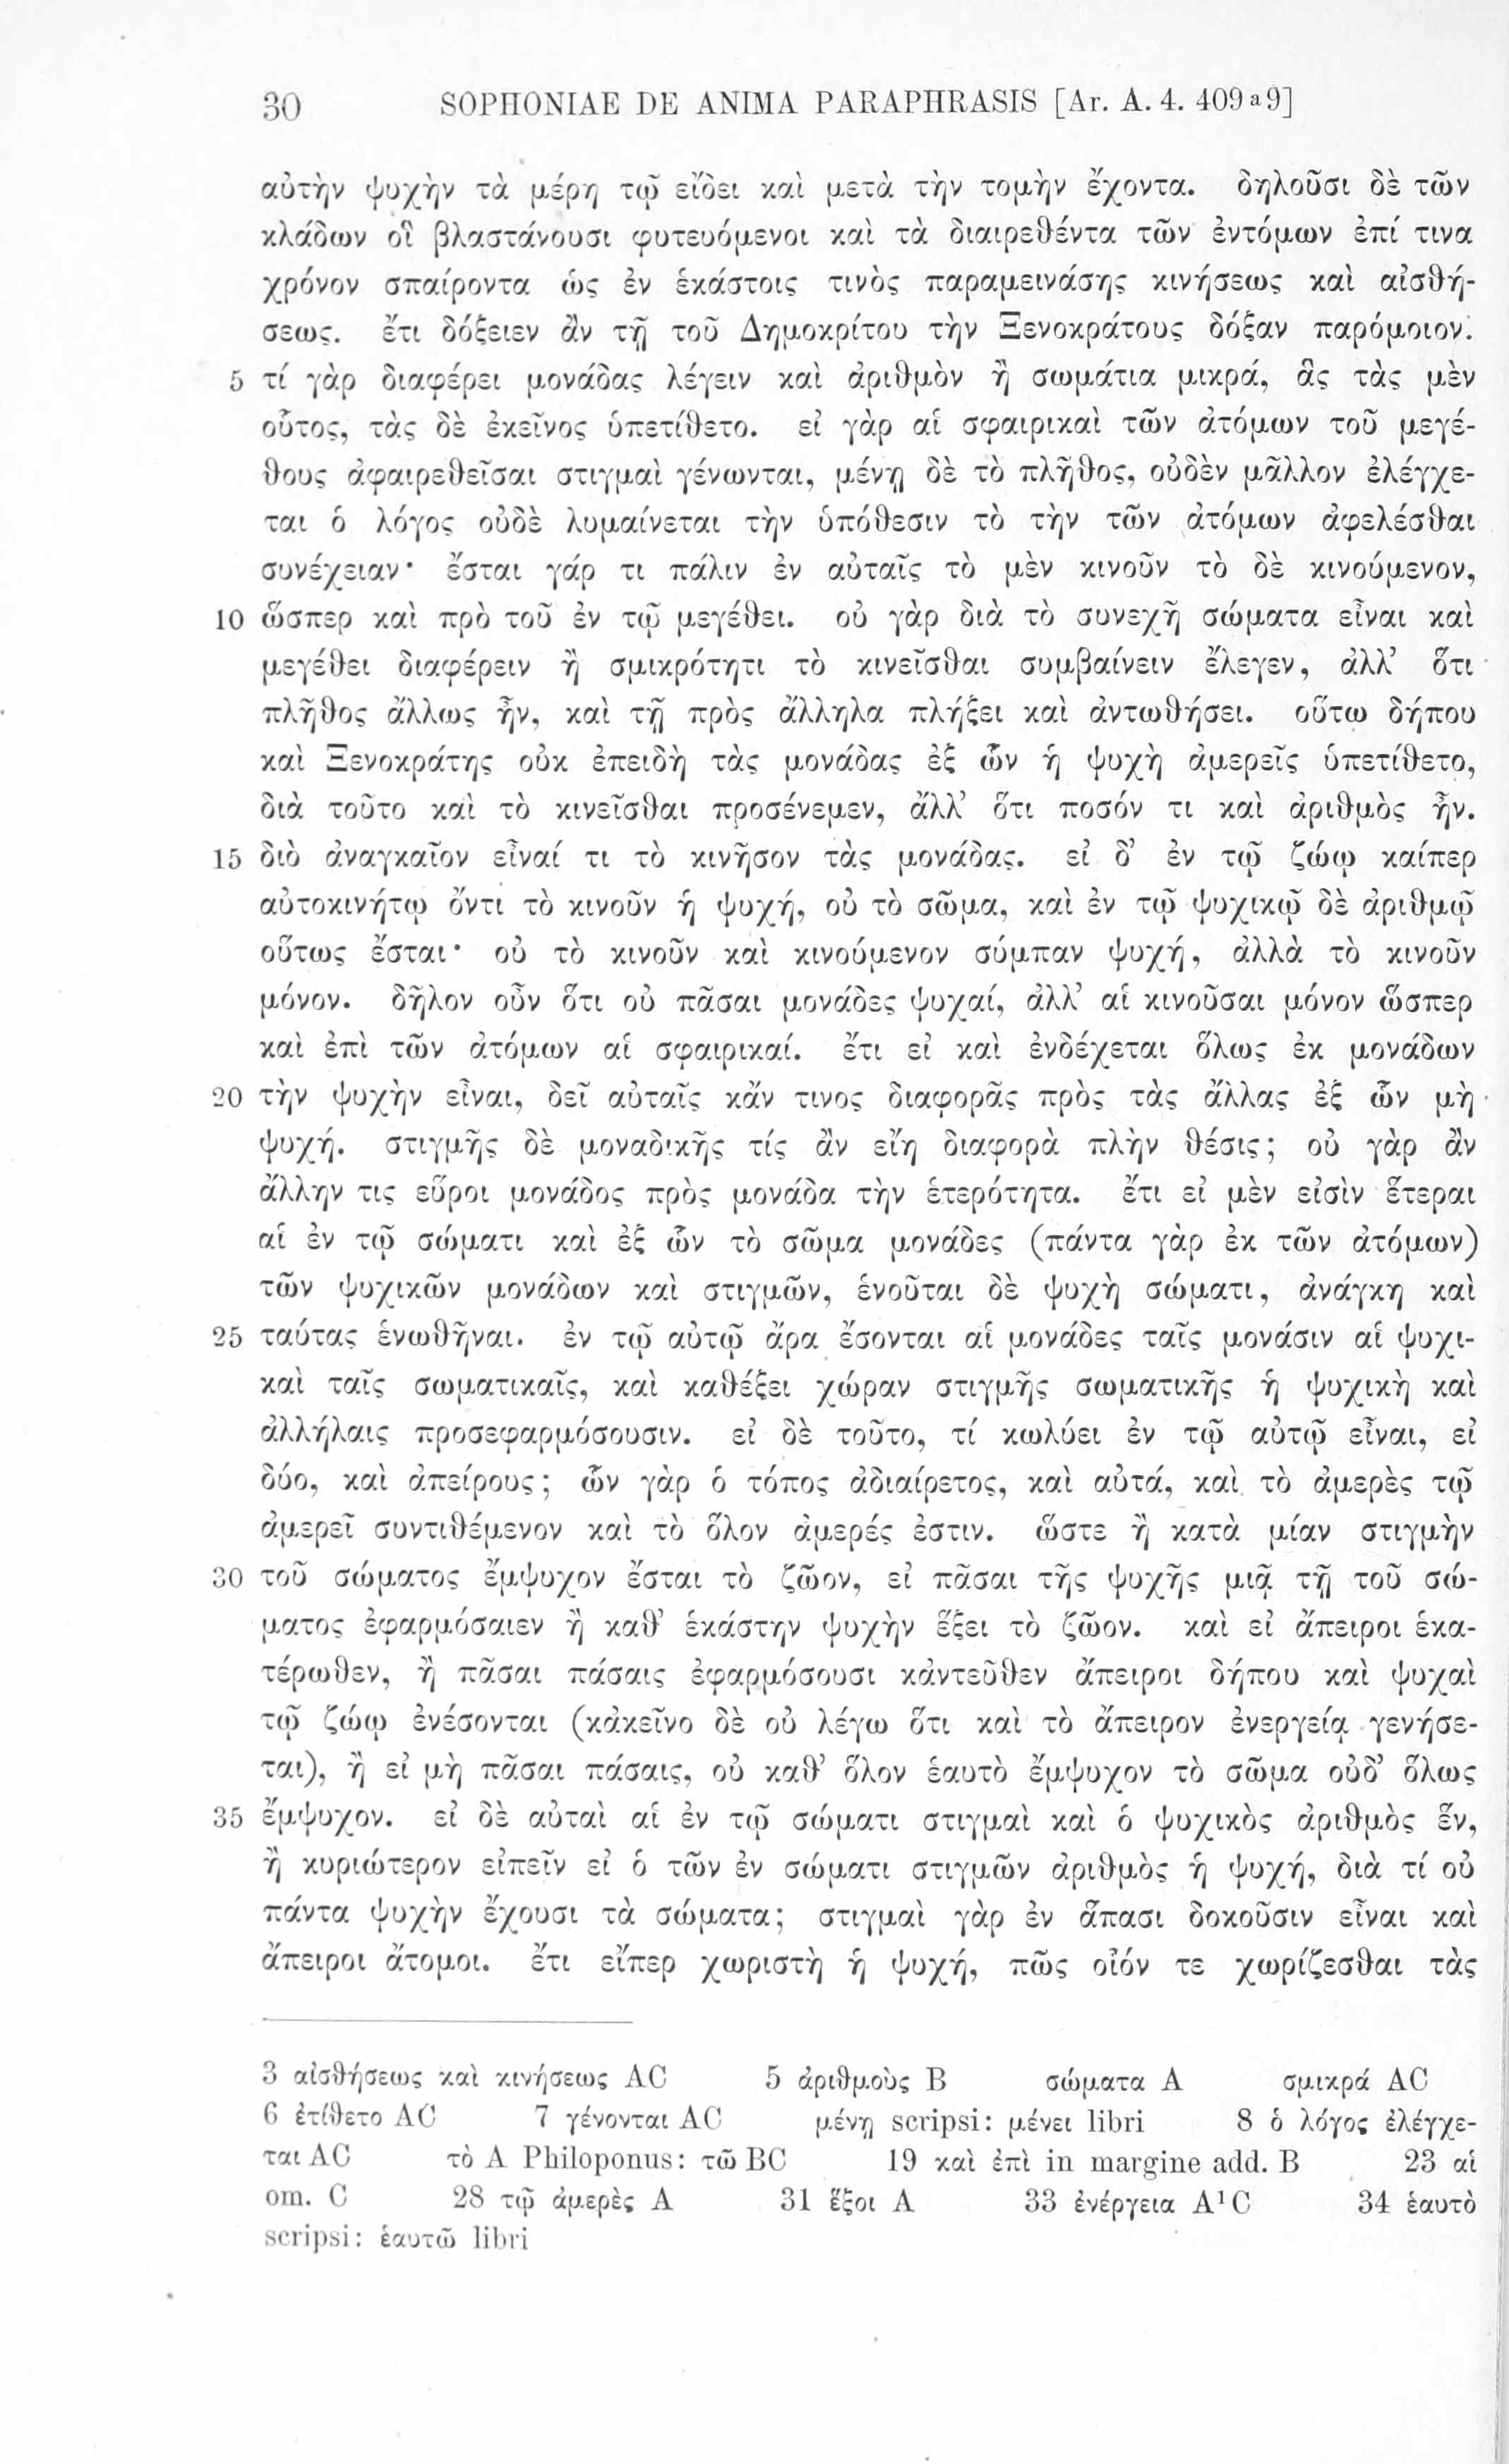 30 SOPHONIAE DE ANIMA PARAPHRASIS [Ar. A. 4. 409 a 9]
αὐτὴν ψυχὴν τὰ μέρη τῷ εἴδει καὶ μετὰ τὴν τομὴν ἔχοντα. δηλοῦσι δὲ τῶν
κλάδων οἳ βλαστάνουσι φυτευόμενοι καὶ τὰ διαιρεθέντα τῶν ἐντόμων ἐπί τινα
χρόνον σπαίροντα ὡς ἐν ἑκάστοις τινὸς παραμεινάσης κινήσεως καὶ αἰσθή-
σεως. ἔτι δόξειεν ἂν τῇ τοῦ Δημοκρίτου τὴν Ξενοκράτους δόξαν παρόμοιον·
5 τί γὰρ διαφέρει μονάδας λέγειν καὶ ἀριθμὸν ἢ σωμάτια μικρά, ἃς τὰς μὲν
οὗτος, τὰς δὲ ἐκεῖνος ὑπετίθετο. εἰ γὰρ αἱ σφαιρικαὶ τῶν ἀτόμων τοῦ μεγέ-
θους ἀφαιρεθεῖσαι στιγμαὶ γένωνται, μένῃ δὲ τὸ πλῆθος, οὐδὲν μᾶλλον ἐλέγχε-
ται ὁ λόγος οὐδὲ λυμαίνεται τὴν ὑπόθεσιν τὸ τὴν τῶν ἀτόμων ἀφελέσθαι
συνέχειαν· ἔσται γάρ τι πάλιν ἐν αὐταῖς τὸ μὲν κινοῦν τὸ δὲ κινούμενον,
10 ὥσπερ καὶ πρὸ τοῦ ἐν τῷ μεγέθει. οὐ γὰρ διὰ τὸ συνεχῆ σώματα εἶναι καὶ
μεγέθει διαφέρειν ἢ σμικρότητι τὸ κινεῖσθαι συμβαίνειν ἔλεγεν, ἀλλ’ ὅτι
πλῆθος ἄλλως ἦν, καὶ τῇ πρὸς ἄλληλα πλήξει καὶ ἀντωθήσει. οὕτω δήπου
καὶ Ξενοκράτης οὐκ ἐπειδὴ τὰς μονάδας ἐξ ὧν ἡ ψυχὴ ἀμερεῖς ὑπετίθετο,
διὰ τοῦτο καὶ τὸ κινεῖσθαι προσένεμεν, ἄλλ’ ὅτι ποσόν τι καὶ ἀριθμὸς ἦν.
15 διὸ ἀναγκαῖον εἶναί τι τὸ κινῆσον τὰς μονάδας. εἰ δ’ ἐν τῷ ζώῳ καίπερ
αὐτοκινήτῳ ὄντι τὸ κινοῦν ἡ ψυχή, οὐ τὸ σῶμα, καὶ ἐν τῷ ψυχικῷ δὲ ἀριθμῷ
οὕτως ἔσται· οὐ τὸ κινοῦν καὶ κινούμενον σύμπαν ψυχή, ἀλλὰ τὸ κινοῦν
μόνον. δῆλον οὖν ὅτι οὐ πᾶσαι μονάδες ψυχαί, ἀλλ’ αἱ κινοῦσαι μόνον ὥσπερ
καὶ ἐπὶ τῶν ἀτόμων αἱ σφαιρικαί. ἔτι εἰ καὶ ἐνδέχεται ὅλως ἐκ μονάδων
20 τὴν ψυχὴν εἶναι, δεῖ αὐταῖς κἄν τινος διαφορᾶς πρὸς τὰς ἄλλας ἐξ ὧν μὴ
ψυχή. στιγμῆς δὲ μοναδικῆς τίς ἂν εἴη διαφορὰ πλὴν θέσις; οὐ γὰρ ἂν
ἄλλην τις εὕροι μονάδος πρὸς μονάδα τὴν ἑτερότητα. ἔτι εἰ μὲν εἰσὶν ἕτεραι
αἱ ἐν τῷ σώματι καὶ ἐξ ὧν τὸ σῶμα μονάδες (πάντα γὰρ ἐκ τῶν ἀτόμων)
τῶν ψυχικῶν μονάδων καὶ στιγμῶν, ἑνοῦται δὲ ψυχὴ σώματι, ἀνάγκη καὶ
25 ταύτας ἑνωθῆναι. ἐν τῷ αὐτῷ ἄρα ἔσονται αἱ μονάδες ταῖς μονάσιν αἱ ψυχι-
καὶ ταῖς σωματικαῖς, καὶ καθέξει χώραν στιγμῆς σωματικῆς ἡ ψυχικὴ καὶ
ἀλλήλαις προσεφαρμόσουσιν. εἰ δὲ τοῦτο, τί κωλύει ἐν τῷ αὐτῷ εἶναι, εἰ
δύο, καὶ ἀπείρους; ὧν γὰρ ὁ τόπος ἀδιαίρετος, καὶ αὐτά, καὶ τὸ ἀμερὲς τῷ
ἀμερεῖ συντιθέμενον καὶ τὸ ὅλον ἀμερές ἐστιν. ὥστε ἢ κατὰ μίαν στιγμὴν
30 τοῦ σώματος ἔμψυχον ἔσται τὸ ζῶον, εἰ πᾶσαι τῆς ψυχῆς μιᾷ τῇ τοῦ σώ-
ματος ἐφαρμόσαιεν ἢ καθ’ ἑκάστην ψυχὴν ἕξει τὸ ζῶον. καὶ εἰ ἄπειροι ἑκα-
τέρωθεν, ἢ πᾶσαι πάσαις ἐφαρμόσουσι κἀντεῦθεν ἄπειροι δήπου καὶ ψυχαὶ
τῷ ζώῳ ἐνέσονται (κἀκεῖνο δὲ οὐ λέγω ὅτι καὶ τὸ ἄπειρον ἐνεργείᾳ γενήσε-
ται), ἢ εἰ μὴ πᾶσαι πάσαις, οὐ καθ’ ὅλον ἑαυτὸ ἔμψυχον τὸ σῶμα οὐδ’ ὅλως
35 ἔμψυχον. εἰ δὲ αὐταὶ αἱ ἐν τῷ σώματι στιγμαὶ καὶ ὁ ψυχικὸς ἀριθμὸς ἕν,
ἢ κυριώτερον εἰπεῖν εἰ ὁ τῶν ἐν σώματι στιγμῶν ἀριθμὸς ἡ ψυχή, διὰ τί οὐ
πάντα ψυχὴν ἔχουσι τὰ σώματα; στιγμαὶ γὰρ ἐν ἅπασι δοκοῦσιν εἶναι καὶ
ἄπειροι ἄτομοι. ἔτι εἴπερ χωριστὴ ἡ ψυχή, πῶς οἷόν τε χωρίζεσθαι τὰς
3 αἰσθήσεως καὶ κινήσεως AC 5 ἀριθμοὺς B σώματα A σμικρά AC
6 ἐτίθετο AC 7 γένονται AC μένῃ scripsi: μένει libri 8 ὁ λόγος ἐλέγχε-
ται AC τὸ A Philoponus: τῶ BC 19 καὶ ἐπὶ in margine add. B 23 αἱ
om. C 28 τῷ ἀμερὲς A 31 ἕξοι A 33 ἐνέργεια A¹C 34 ἑαυτὸ
scripsi: ἑαυτῶ libri